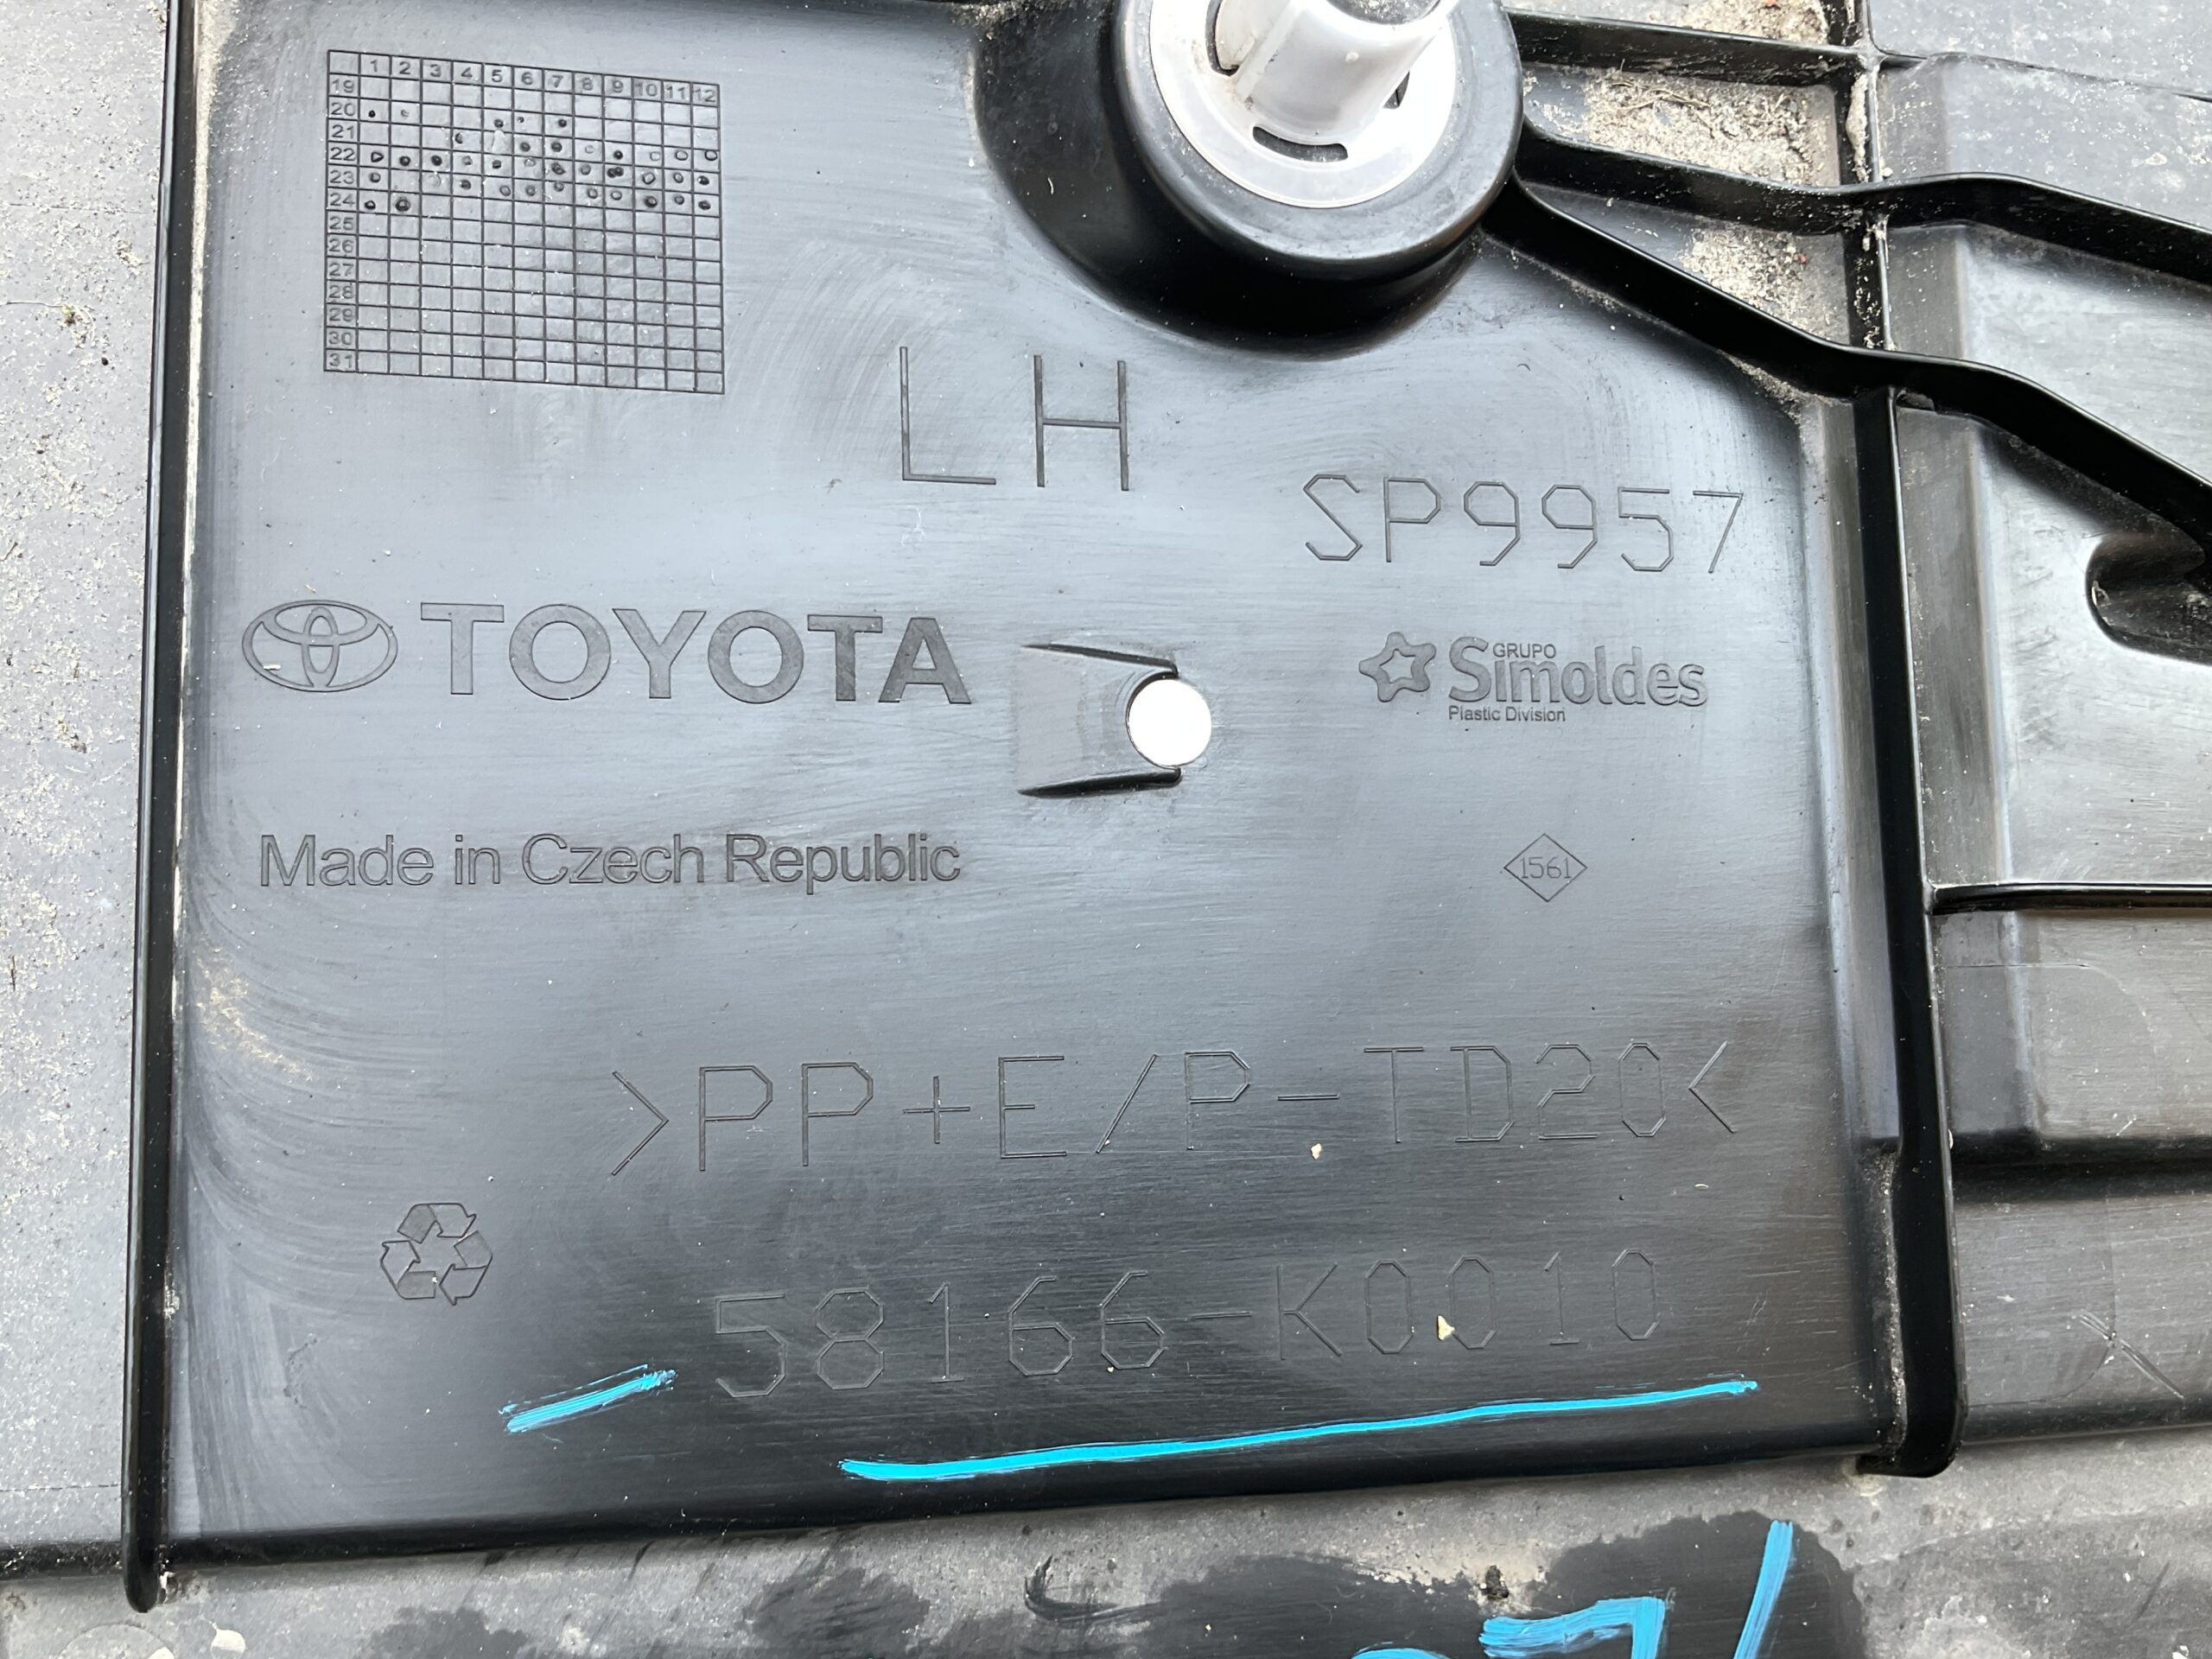 1 2 3 4 5 6 7 8 9 10 11 12
19
20
21
22
23
24
25
26
27
28
29
30
31
LH
SP9957
TOYOTA
GRUPO
Simoldes
Plastic Division
Made in Czech Republic
1561
>PP+E/P-TD20<
58166-K0010